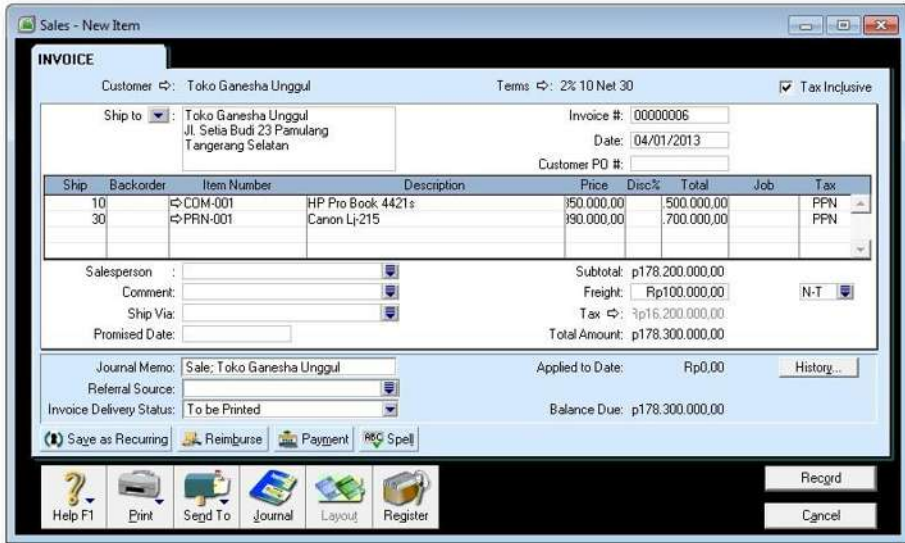 Sales - New Item
INVOICE
Customer ⇨: Toko Ganesha Unggul Terms ⇨: 2% 10 Net 30 Tax Inclusive
Ship to : Toko Ganesha Unggul
Jl. Setia Budi 23 Pamulang
Tangerang Selatan
Invoice #: 00000006
Date: 04/01/2013
Customer PO #:
Ship Backorder Item Number Description Price Disc% Total Job Tax
10 ⇨COM-001 HP Pro Book 4421s 350.000,00 .500.000,00 PPN
30 ⇨PRN-001 Canon Lj-215 390.000,00 .700.000,00 PPN
Salesperson :
Comment:
Ship Via:
Promised Date:
Subtotal: p178.200.000,00
Freight: Rp100.000,00 N-T
Tax ⇨: Rp16.200.000,00
Total Amount: p178.300.000,00
Journal Memo: Sale; Toko Ganesha Unggul
Referral Source:
Invoice Delivery Status: To be Printed
Applied to Date: Rp0,00 History...
Balance Due: p178.300.000,00
Save as Recurring Reimburse Payment ABC Spell
Help F1 Print Send To Journal Layout Register
Record
Cancel